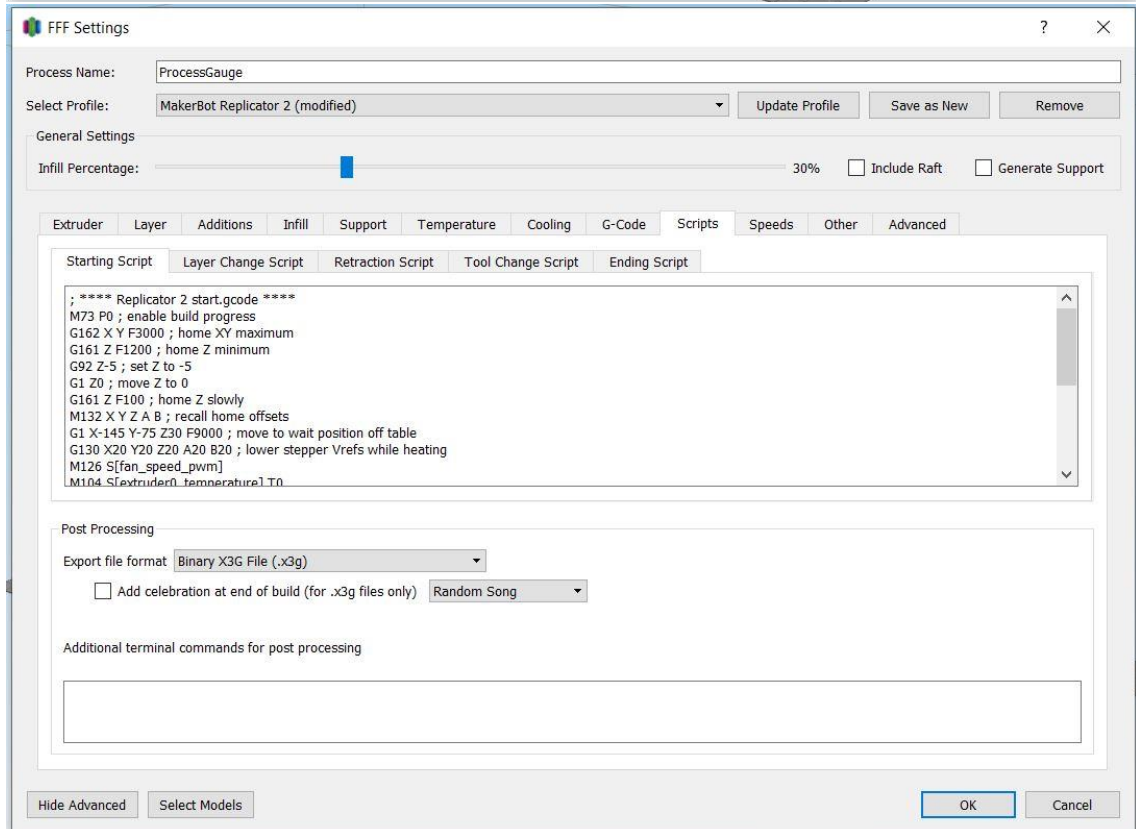 FFF Settings ? ×
Process Name: ProcessGauge
Select Profile: MakerBot Replicator 2 (modified) Update Profile Save as New Remove
General Settings
Infill Percentage: 30% Include Raft Generate Support
Extruder Layer Additions Infill Support Temperature Cooling G-Code Scripts Speeds Other Advanced
Starting Script Layer Change Script Retraction Script Tool Change Script Ending Script
; **** Replicator 2 start.gcode ****
M73 P0 ; enable build progress
G162 X Y F3000 ; home XY maximum
G161 Z F1200 ; home Z minimum
G92 Z-5 ; set Z to -5
G1 Z0 ; move Z to 0
G161 Z F100 ; home Z slowly
M132 X Y Z A B ; recall home offsets
G1 X-145 Y-75 Z30 F9000 ; move to wait position off table
G130 X20 Y20 Z20 A20 B20 ; lower stepper Vrefs while heating
M126 S[fan_speed_pwm]
M104 S[extruder0_temperature] T0
Post Processing
Export file format Binary X3G File (.x3g)
Add celebration at end of build (for .x3g files only) Random Song
Additional terminal commands for post processing
Hide Advanced Select Models OK Cancel